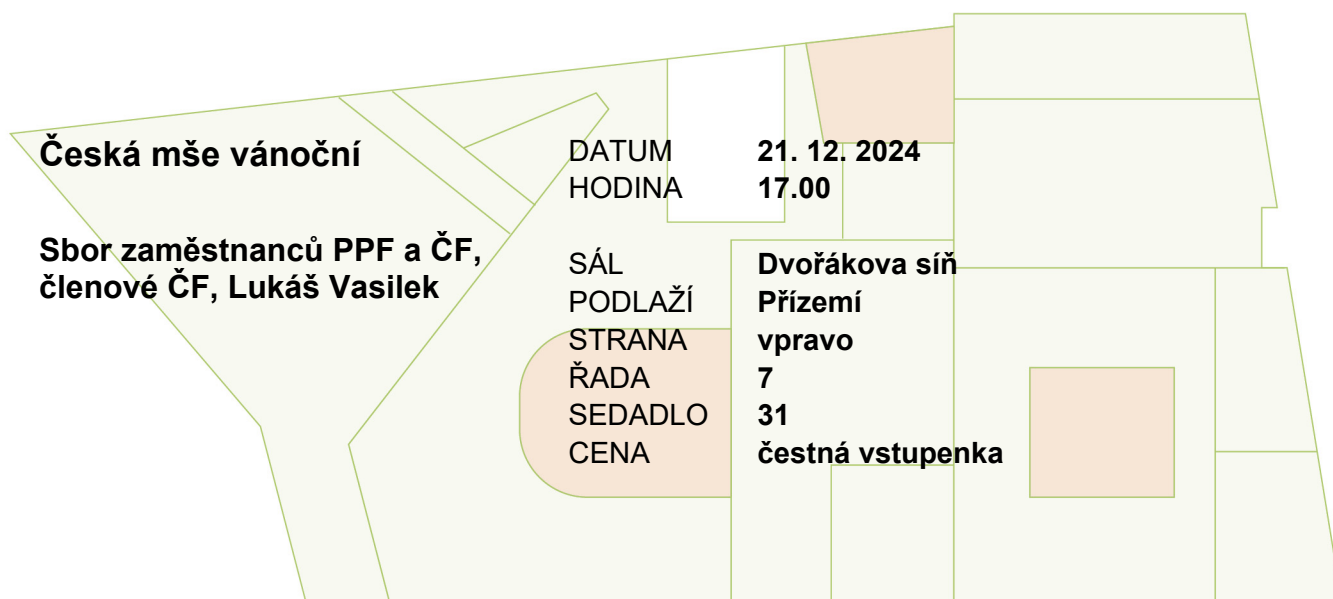 Česká mše vánoční
Sbor zaměstnanců PPF a ČF,
členové ČF, Lukáš Vasilek
DATUM 21. 12. 2024
HODINA 17.00
SÁL Dvořákova síň
PODLAŽÍ Přízemí
STRANA vpravo
ŘADA 7
SEDADLO 31
CENA čestná vstupenka